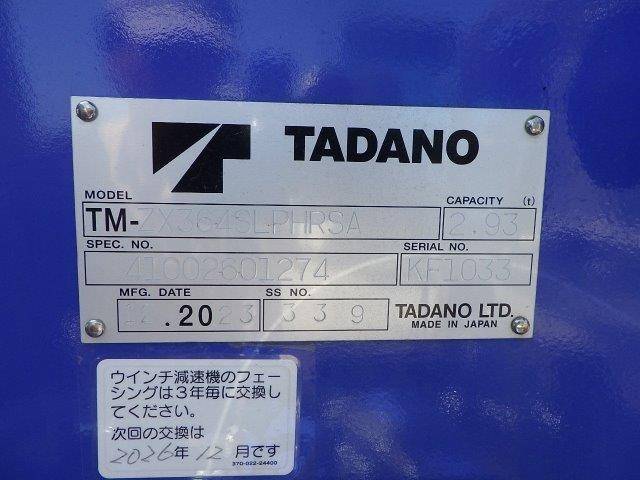 TADANO
MODEL
CAPACITY (t)
TM-ZX364SLPHRSA
2.93
SPEC. NO.
SERIAL NO.
41002601274
KF1033
MFG. DATE
SS NO.
12.2023
339
TADANO LTD.
MADE IN JAPAN
ウインチ減速機のフェー
シングは3年毎に交換し
てください。
次回の交換は
2026年 12月です
370-022-24400